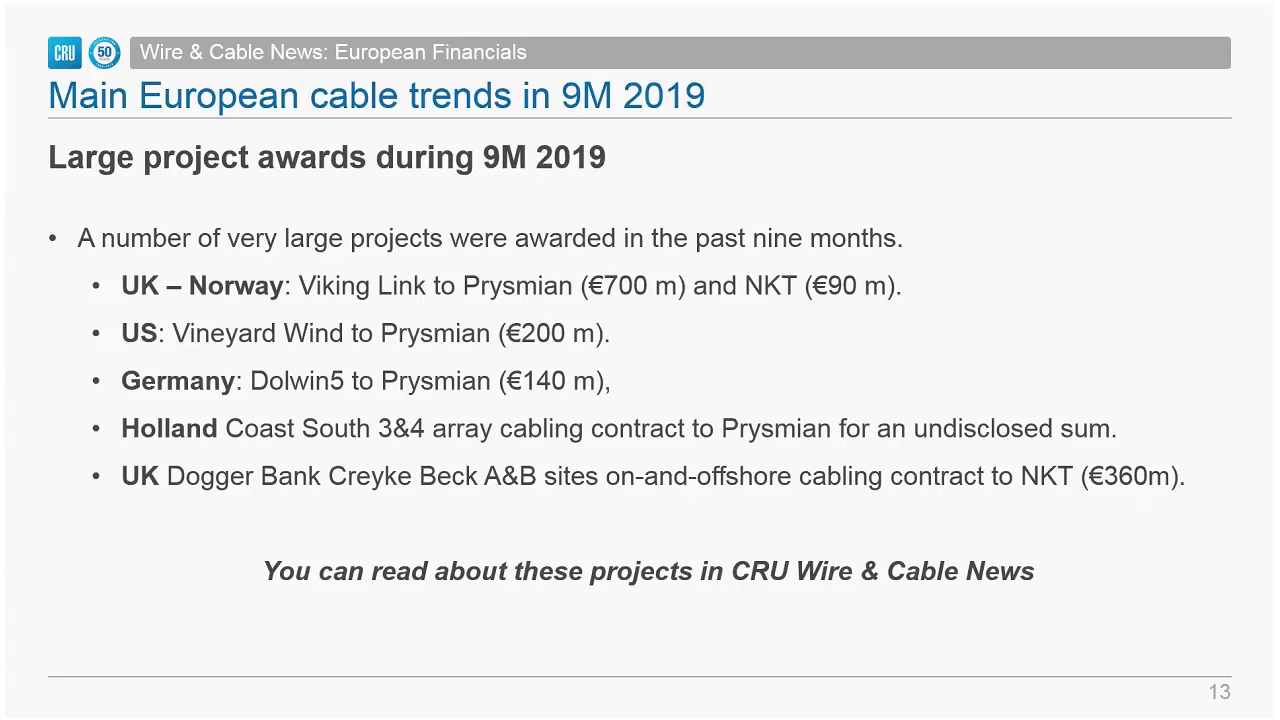 CRU 50 Wire & Cable News: European Financials
Main European cable trends in 9M 2019
Large project awards during 9M 2019
• A number of very large projects were awarded in the past nine months.
• UK – Norway: Viking Link to Prysmian (€700 m) and NKT (€90 m).
• US: Vineyard Wind to Prysmian (€200 m).
• Germany: Dolwin5 to Prysmian (€140 m),
• Holland Coast South 3&4 array cabling contract to Prysmian for an undisclosed sum.
• UK Dogger Bank Creyke Beck A&B sites on-and-offshore cabling contract to NKT (€360m).
You can read about these projects in CRU Wire & Cable News
13